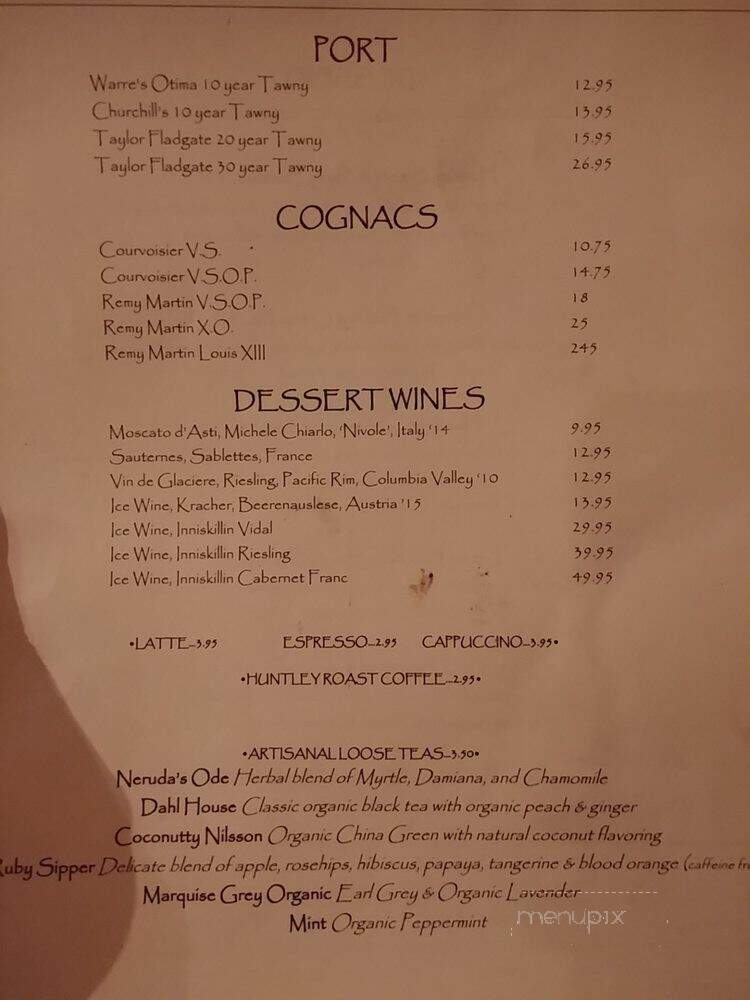 PORT
Warre's Otima 10 year Tawny 12.95
Churchill's 10 year Tawny 13.95
Taylor Fladgate 20 year Tawny 15.95
Taylor Fladgate 30 year Tawny 26.95
COGNACS
Courvoisier V.S. 10.75
Courvoisier V.S.O.P. 14.75
Remy Martin V.S.O.P. 18
Remy Martin X.O. 25
Remy Martin Louis XIII 245
DESSERT WINES
Moscato d'Asti, Michele Chiarlo, 'Nivole', Italy '14 9.95
Sauternes, Sablettes, France 12.95
Vin de Glaciere, Riesling, Pacific Rim, Columbia Valley '10 12.95
Ice Wine, Kracher, Beerenauslese, Austria '15 13.95
Ice Wine, Inniskillin Vidal 29.95
Ice Wine, Inniskillin Riesling 39.95
Ice Wine, Inniskillin Cabernet Franc 49.95
•LATTE...3.95 ESPRESSO...2.95 CAPPUCCINO...3.95•
•HUNTLEY ROAST COFFEE...2.95•
•ARTISANAL LOOSE TEAS...3.50•
Neruda's Ode Herbal blend of Myrtle, Damiana, and Chamomile
Dahl House Classic organic black tea with organic peach & ginger
Coconutty Nilsson Organic China Green with natural coconut flavoring
Ruby Sipper Delicate blend of apple, rosehips, hibiscus, papaya, tangerine & blood orange (caffeine fr
Marquise Grey Organic Earl Grey & Organic Lavender
Mint Organic Peppermint
menupix